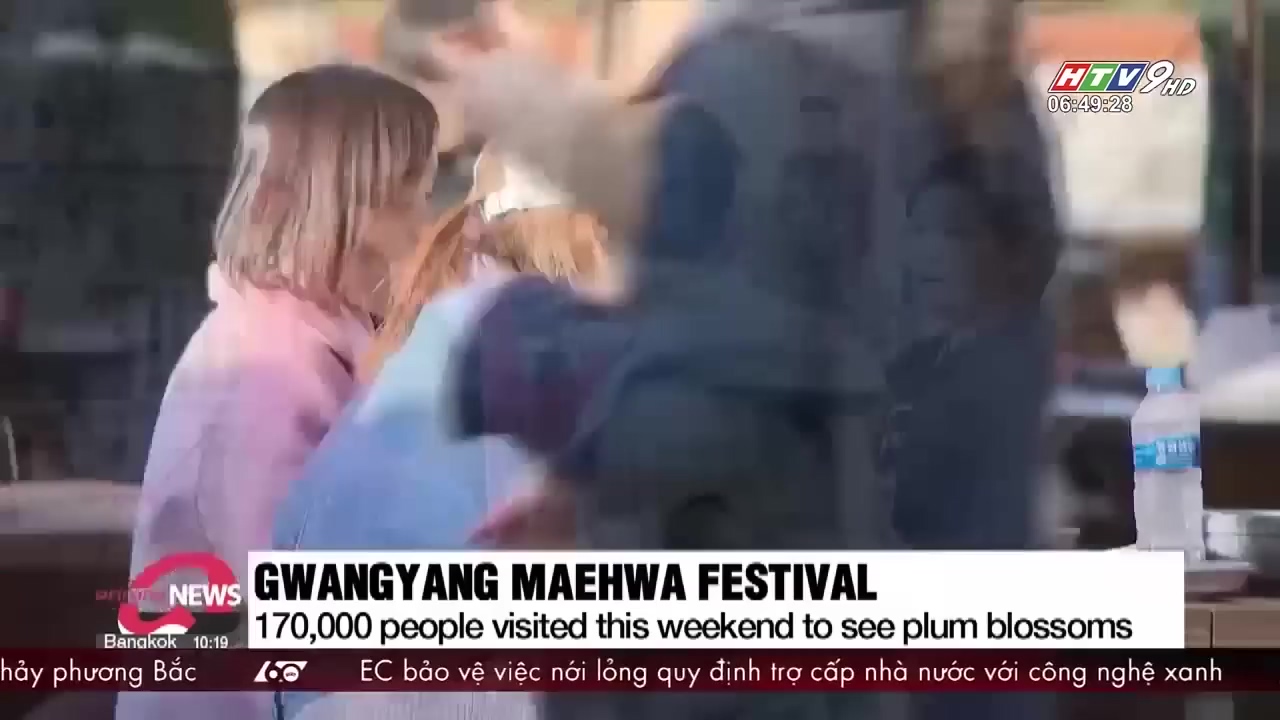 HTV9 HD
06:49:28
NEWS
GWANGYANG MAEHWA FESTIVAL
170,000 people visited this weekend to see plum blossoms
Bangkok 10:19
hảy phương Bắc
EC bảo vệ việc nới lỏng quy định trợ cấp nhà nước với công nghệ xanh